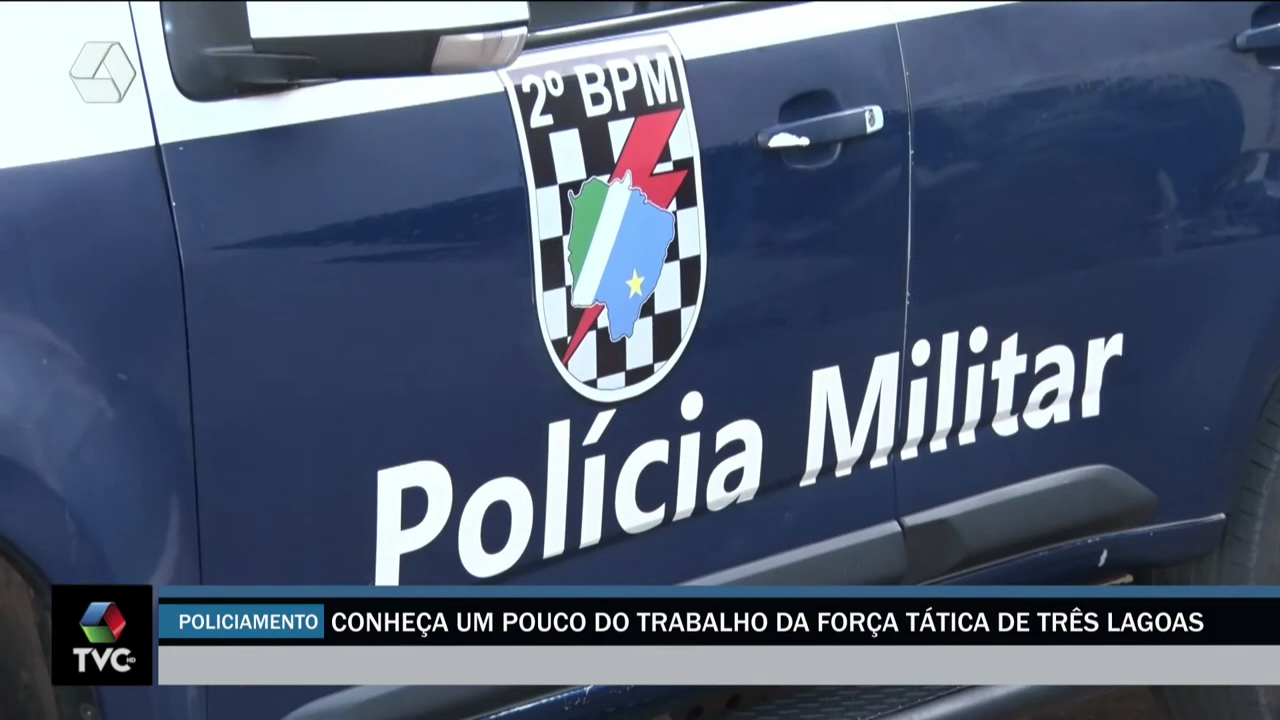 2º BPM
Polícia Militar
POLICIAMENTO CONHEÇA UM POUCO DO TRABALHO DA FORÇA TÁTICA DE TRÊS LAGOAS
TVC HD